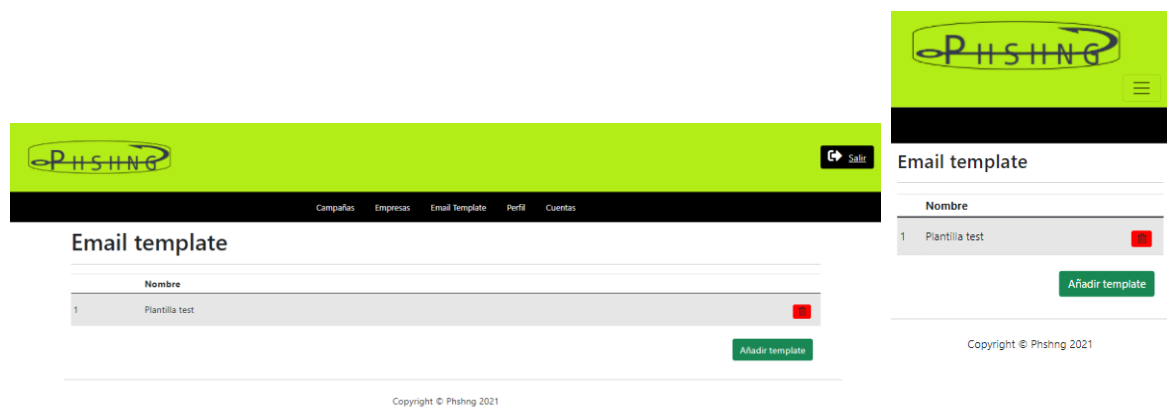 PHSHNG
Salir
Campañas Empresas Email Template Perfil Cuentas
Email template
Nombre
1 Plantilla test
Añadir template
Copyright © Phshng 2021
PHSHNG
Email template
Nombre
1 Plantilla test
Añadir template
Copyright © Phshng 2021